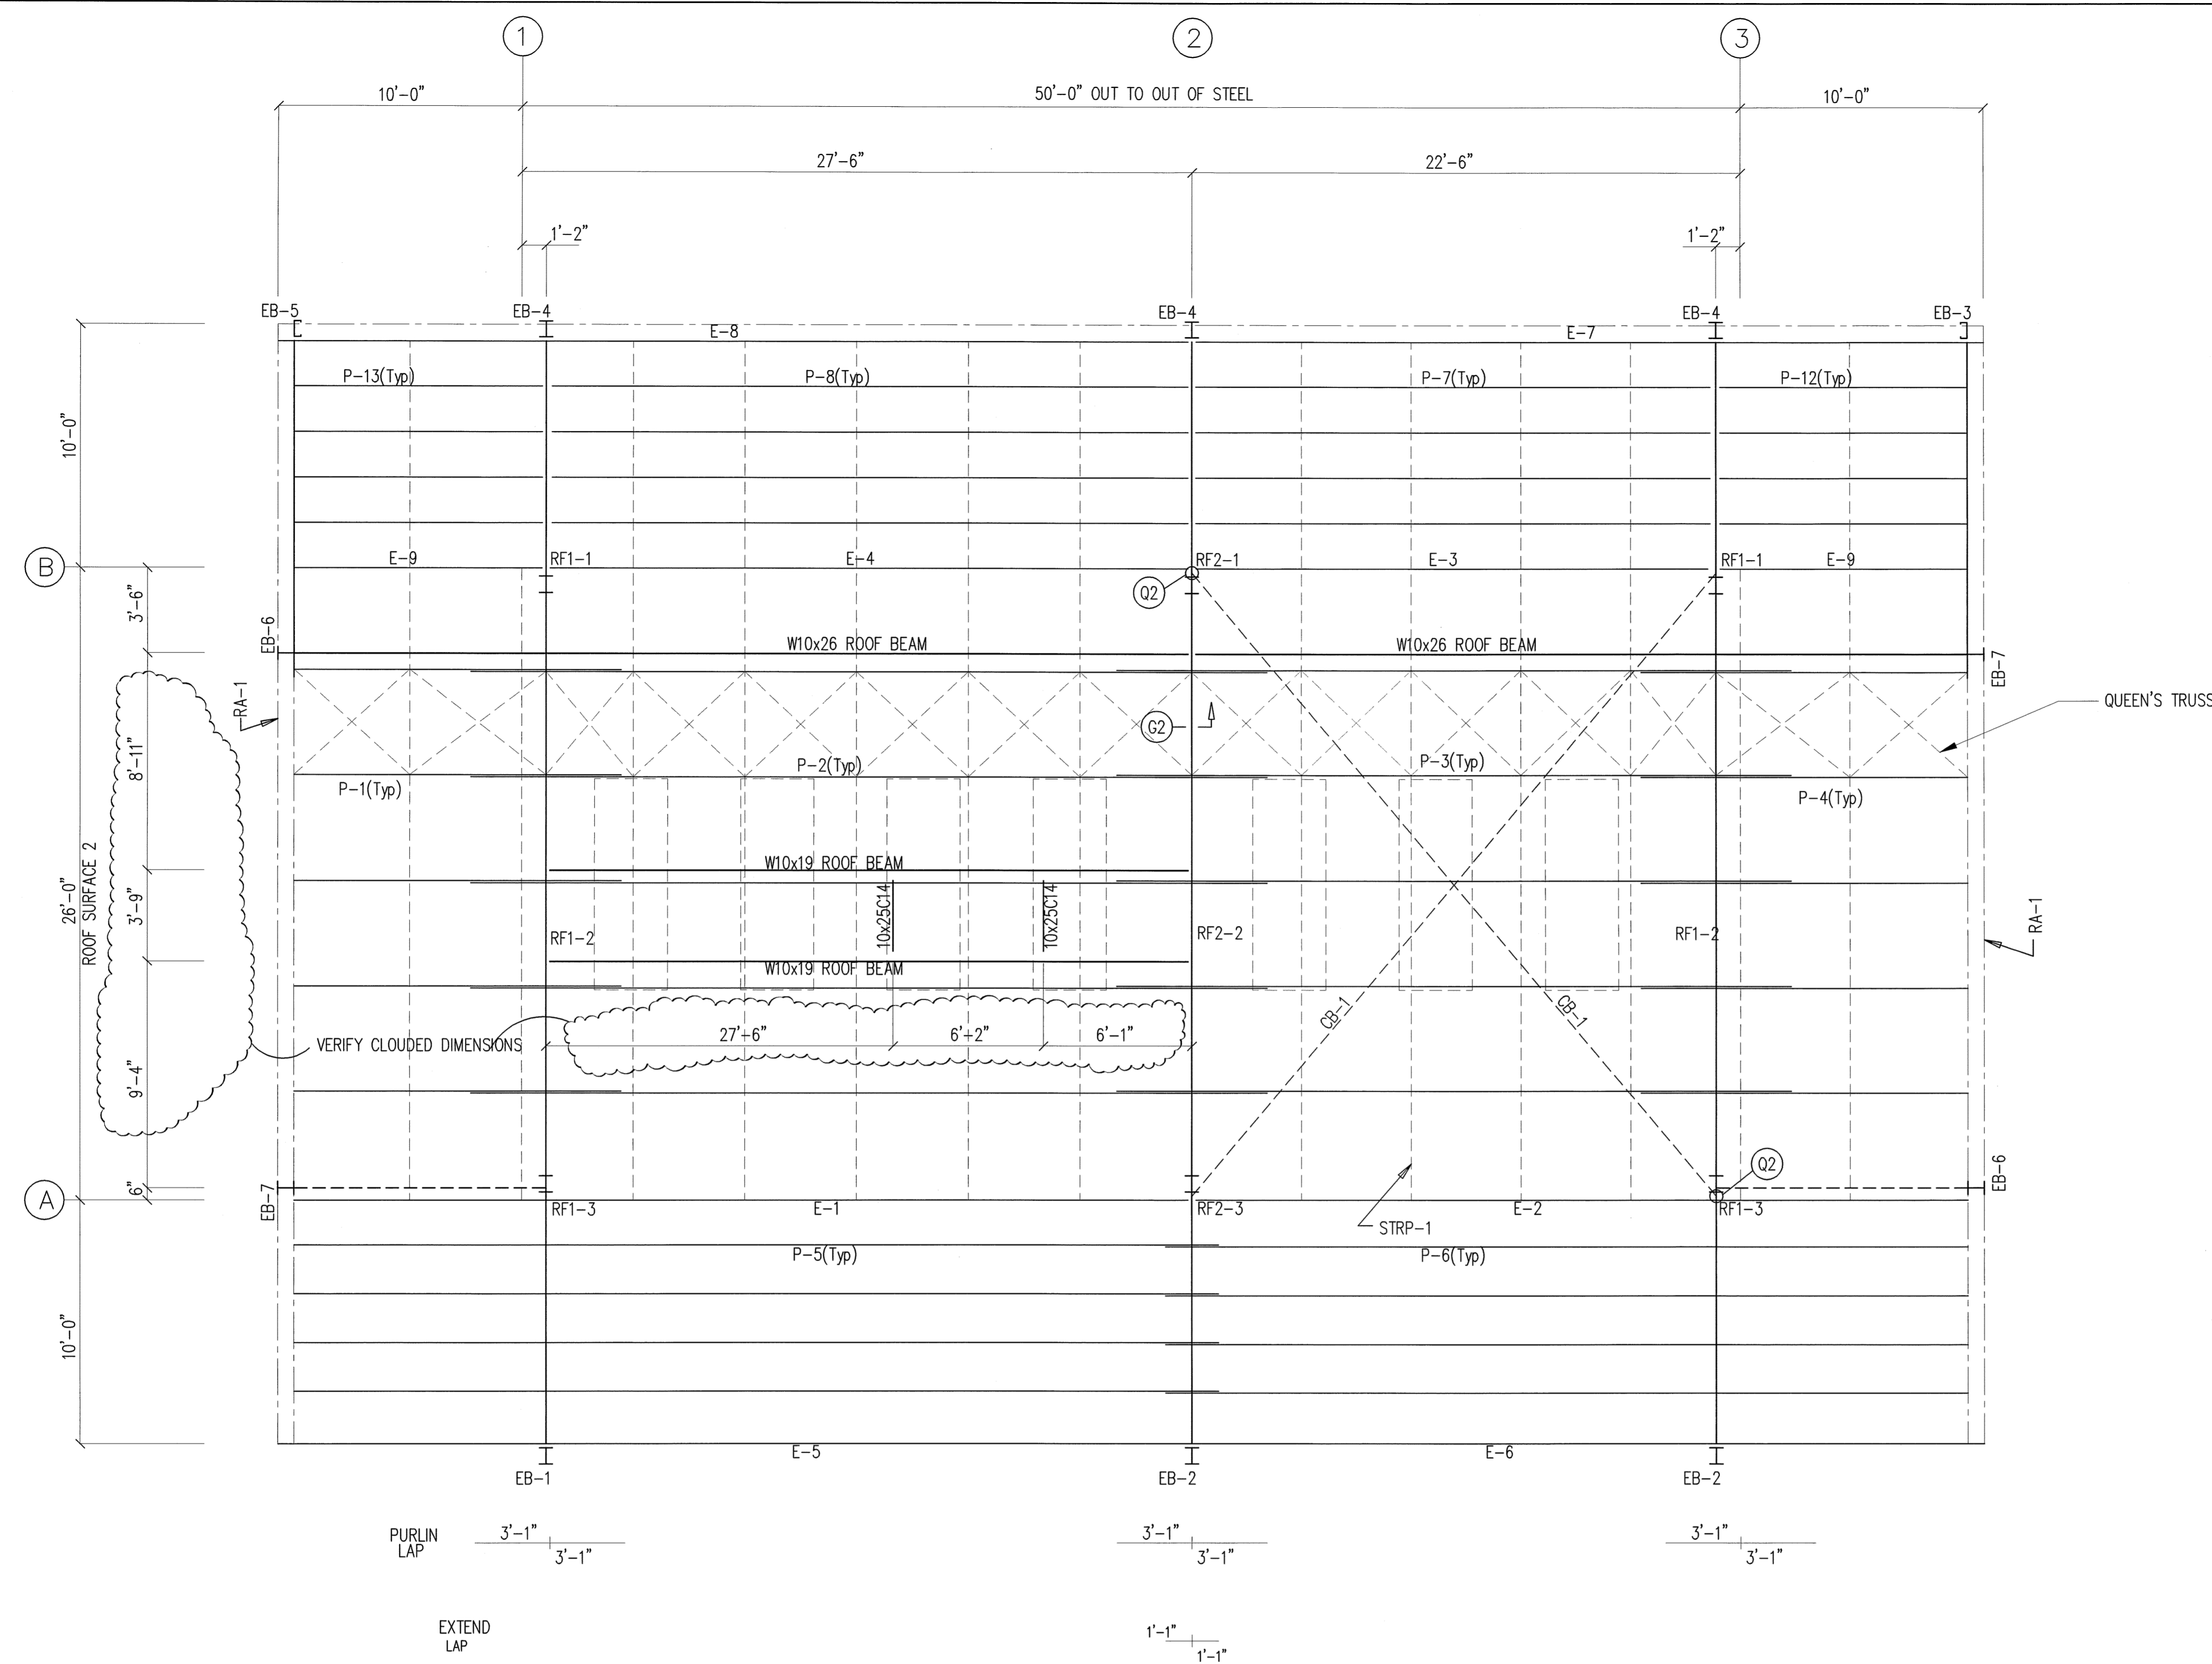 1
2
3
10'-0"
50'-0" OUT TO OUT OF STEEL
10'-0"
27'-6"
22'-6"
1'-2"
1'-2"
EB-5
EB-4
EB-4
EB-4
EB-3
E-8
E-7
P-13(Typ)
P-8(Typ)
P-7(Typ)
P-12(Typ)
10'-0"
B
E-9
RF1-1
E-4
RF2-1
E-3
RF1-1
E-9
Q2
3'-6"
EB-6
W10x26 ROOF BEAM
W10x26 ROOF BEAM
EB-7
RA-1
QUEEN'S TRUSS
G2
8'-11"
P-2(Typ)
P-3(Typ)
P-1(Typ)
P-4(Typ)
W10x19 ROOF BEAM
26'-0"
ROOF SURFACE 2
3'-9"
10x25C14
10x25C14
RF1-2
RF2-2
RF1-2
RA-1
W10x19 ROOF BEAM
CB-1
CB-1
VERIFY CLOUDED DIMENSIONS
27'-6"
6'-2"
6'-1"
9'-4"
6"
Q2
EB-6
A
EB-7
RF1-3
E-1
RF2-3
E-2
RF1-3
STRP-1
P-5(Typ)
P-6(Typ)
10'-0"
E-5
E-6
EB-1
EB-2
EB-2
PURLIN
LAP
3'-1"
3'-1"
3'-1"
3'-1"
3'-1"
3'-1"
EXTEND
LAP
1'-1"
1'-1"